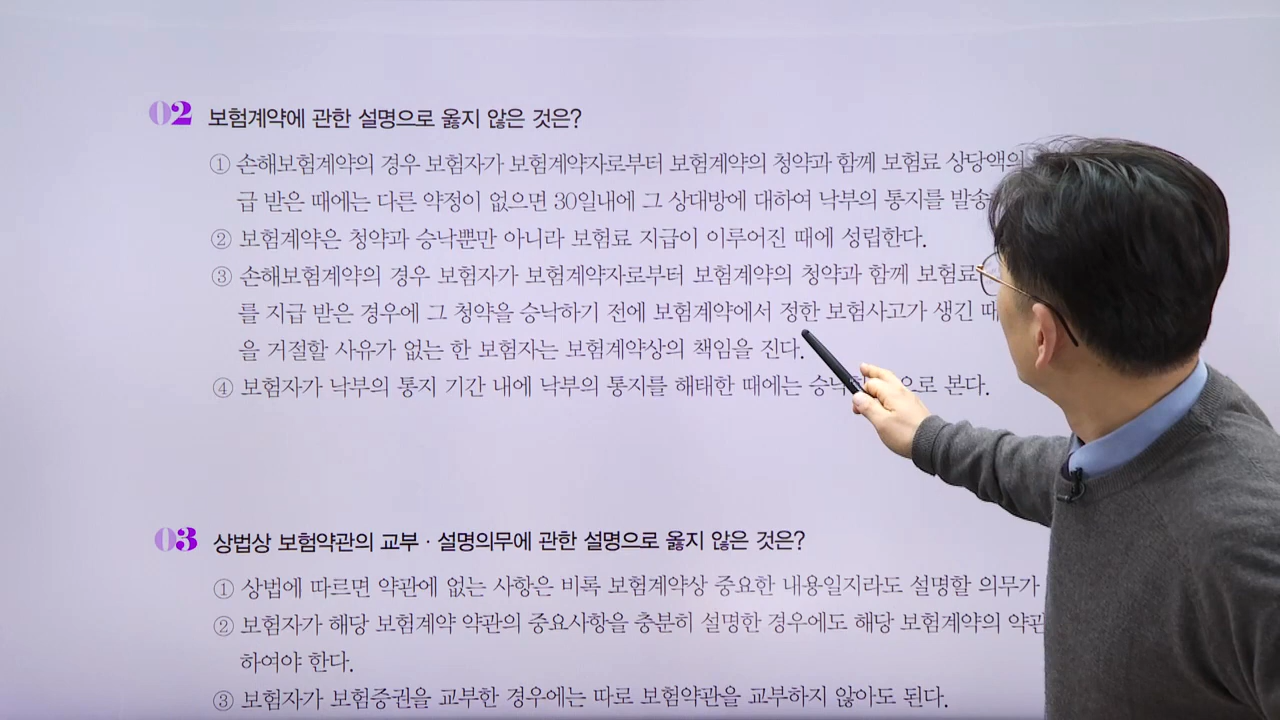 02 보험계약에 관한 설명으로 옳지 않은 것은?
① 손해보험계약의 경우 보험자가 보험계약자로부터 보험계약의 청약과 함께 보험료 상당액의
급 받은 때에는 다른 약정이 없으면 30일내에 그 상대방에 대하여 낙부의 통지를 발송
② 보험계약은 청약과 승낙뿐만 아니라 보험료 지급이 이루어진 때에 성립한다.
③ 손해보험계약의 경우 보험자가 보험계약자로부터 보험계약의 청약과 함께 보험료
를 지급 받은 경우에 그 청약을 승낙하기 전에 보험계약에서 정한 보험사고가 생긴
을 거절할 사유가 없는 한 보험자는 보험계약상의 책임을 진다.
④ 보험자가 낙부의 통지 기간 내에 낙부의 통지를 해태한 때에는 으로 본다.
03 상법상 보험약관의 교부 · 설명의무에 관한 설명으로 옳지 않은 것은?
① 상법에 따르면 약관에 없는 사항은 비록 보험계약상 중요한 내용일지라도 설명할 의무가
② 보험자가 해당 보험계약 약관의 중요사항을 충분히 설명한 경우에도 해당 보험계약의 약관
하여야 한다.
③ 보험자가 보험증권을 교부한 경우에는 따로 보험약관을 교부하지 않아도 된다.